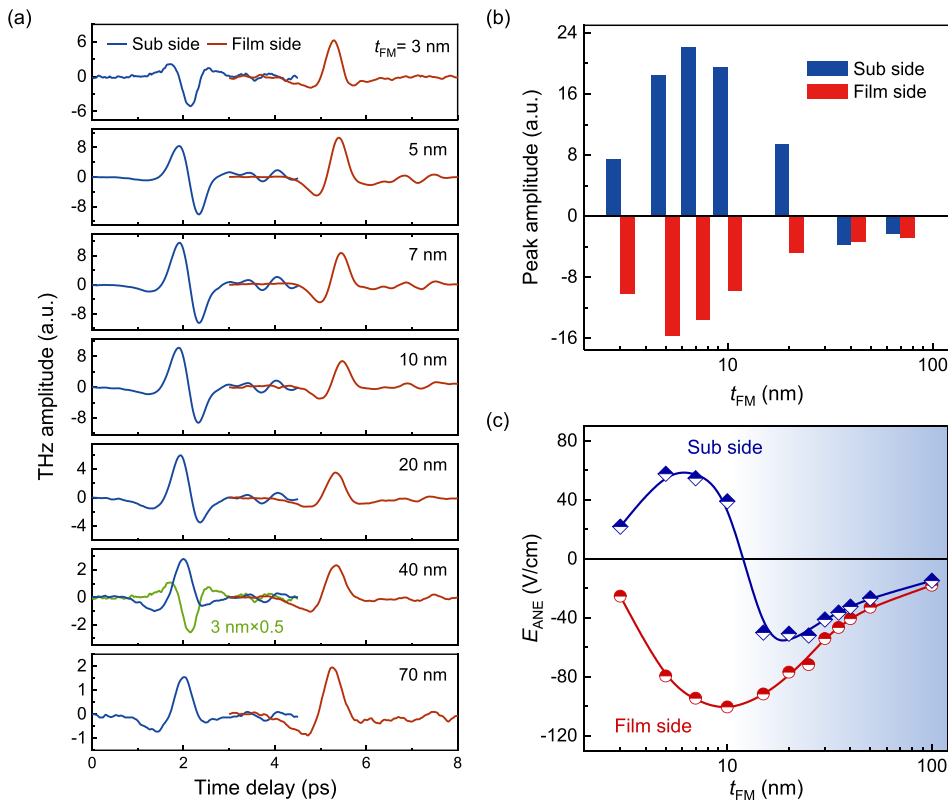 (a)
Sub side
Film side
tFM= 3 nm
6
0
-6
5 nm
8
0
-8
7 nm
8
0
-8
10 nm
8
0
-8
20 nm
4
0
-4
40 nm
2
0
-2
3 nm×0.5
70 nm
2
1
0
-1
0 2 4 6 8
Time delay (ps)
THz amplitude (a.u.)
(b)
Sub side
Film side
24
16
8
0
-8
-16
10 100
tFM (nm)
Peak amplitude (a.u.)
(c)
Sub side
Film side
80
40
0
-40
-80
-120
10 100
tFM (nm)
EANE (V/cm)